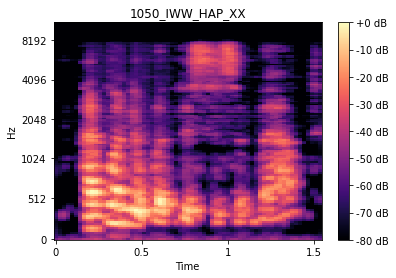 1050_IWW_HAP_XX
8192
4096
2048
1024
512
0
Hz
0
0.5
1
1.5
Time
+0 dB
-10 dB
-20 dB
-30 dB
-40 dB
-50 dB
-60 dB
-70 dB
-80 dB